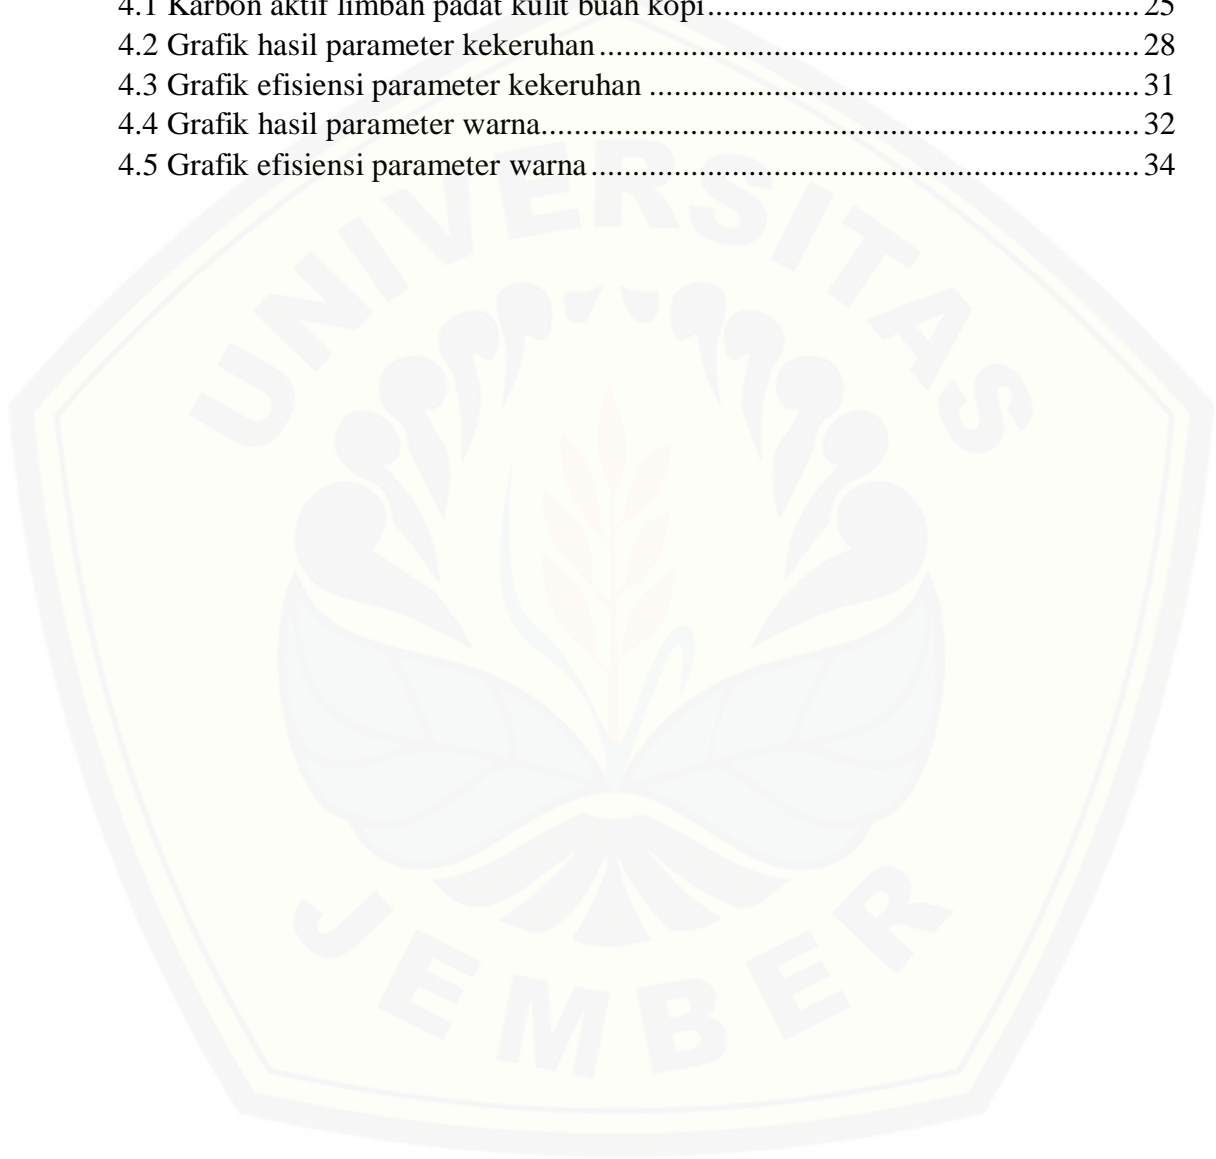 4.1 Karbon aktif limbah padat kulit buah kopi....................................................... 25
4.2 Grafik hasil parameter kekeruhan.................................................................... 28
4.3 Grafik efisiensi parameter kekeruhan .............................................................. 31
4.4 Grafik hasil parameter warna........................................................................... 32
4.5 Grafik efisiensi parameter warna..................................................................... 34
UNIVERSITAS
JEMBER